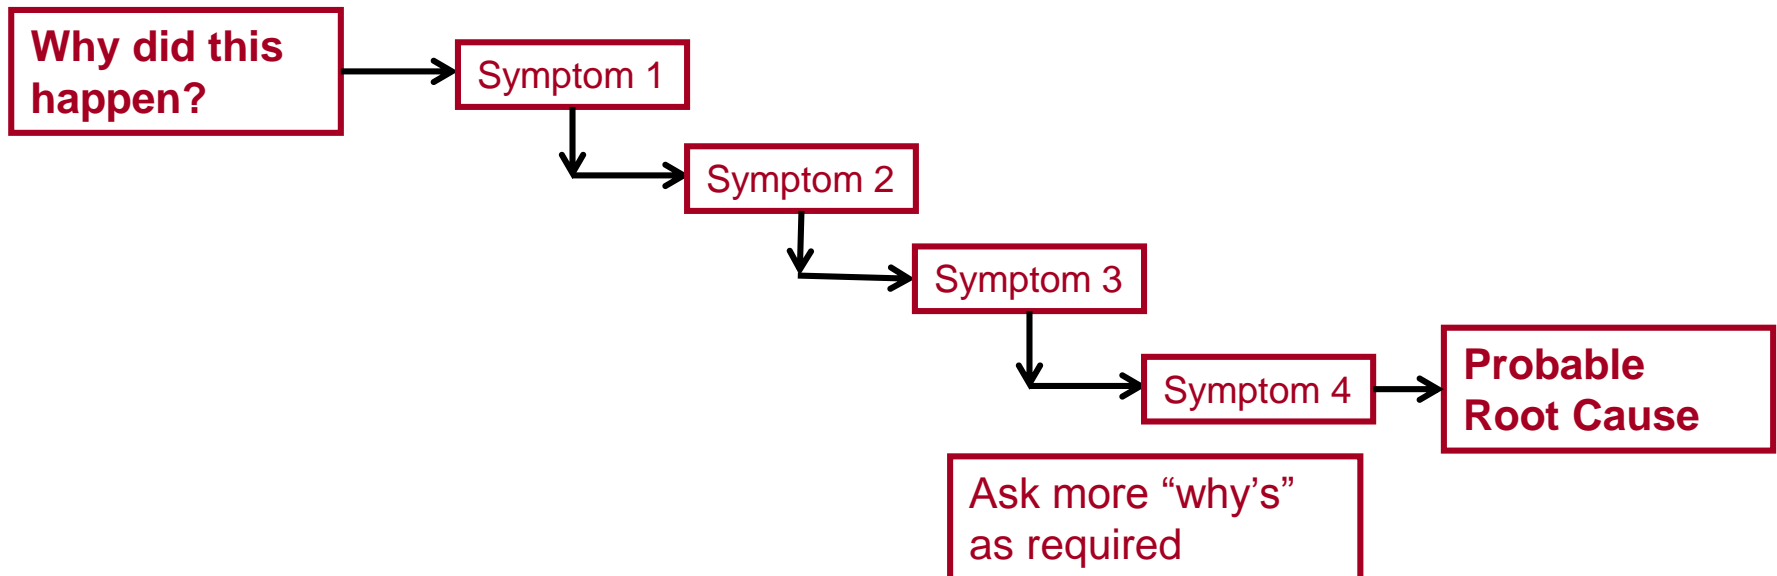 Why did this
happen?
Symptom 1
Symptom 2
Symptom 3
Symptom 4
Probable
Root Cause
Ask more “why’s”
as required